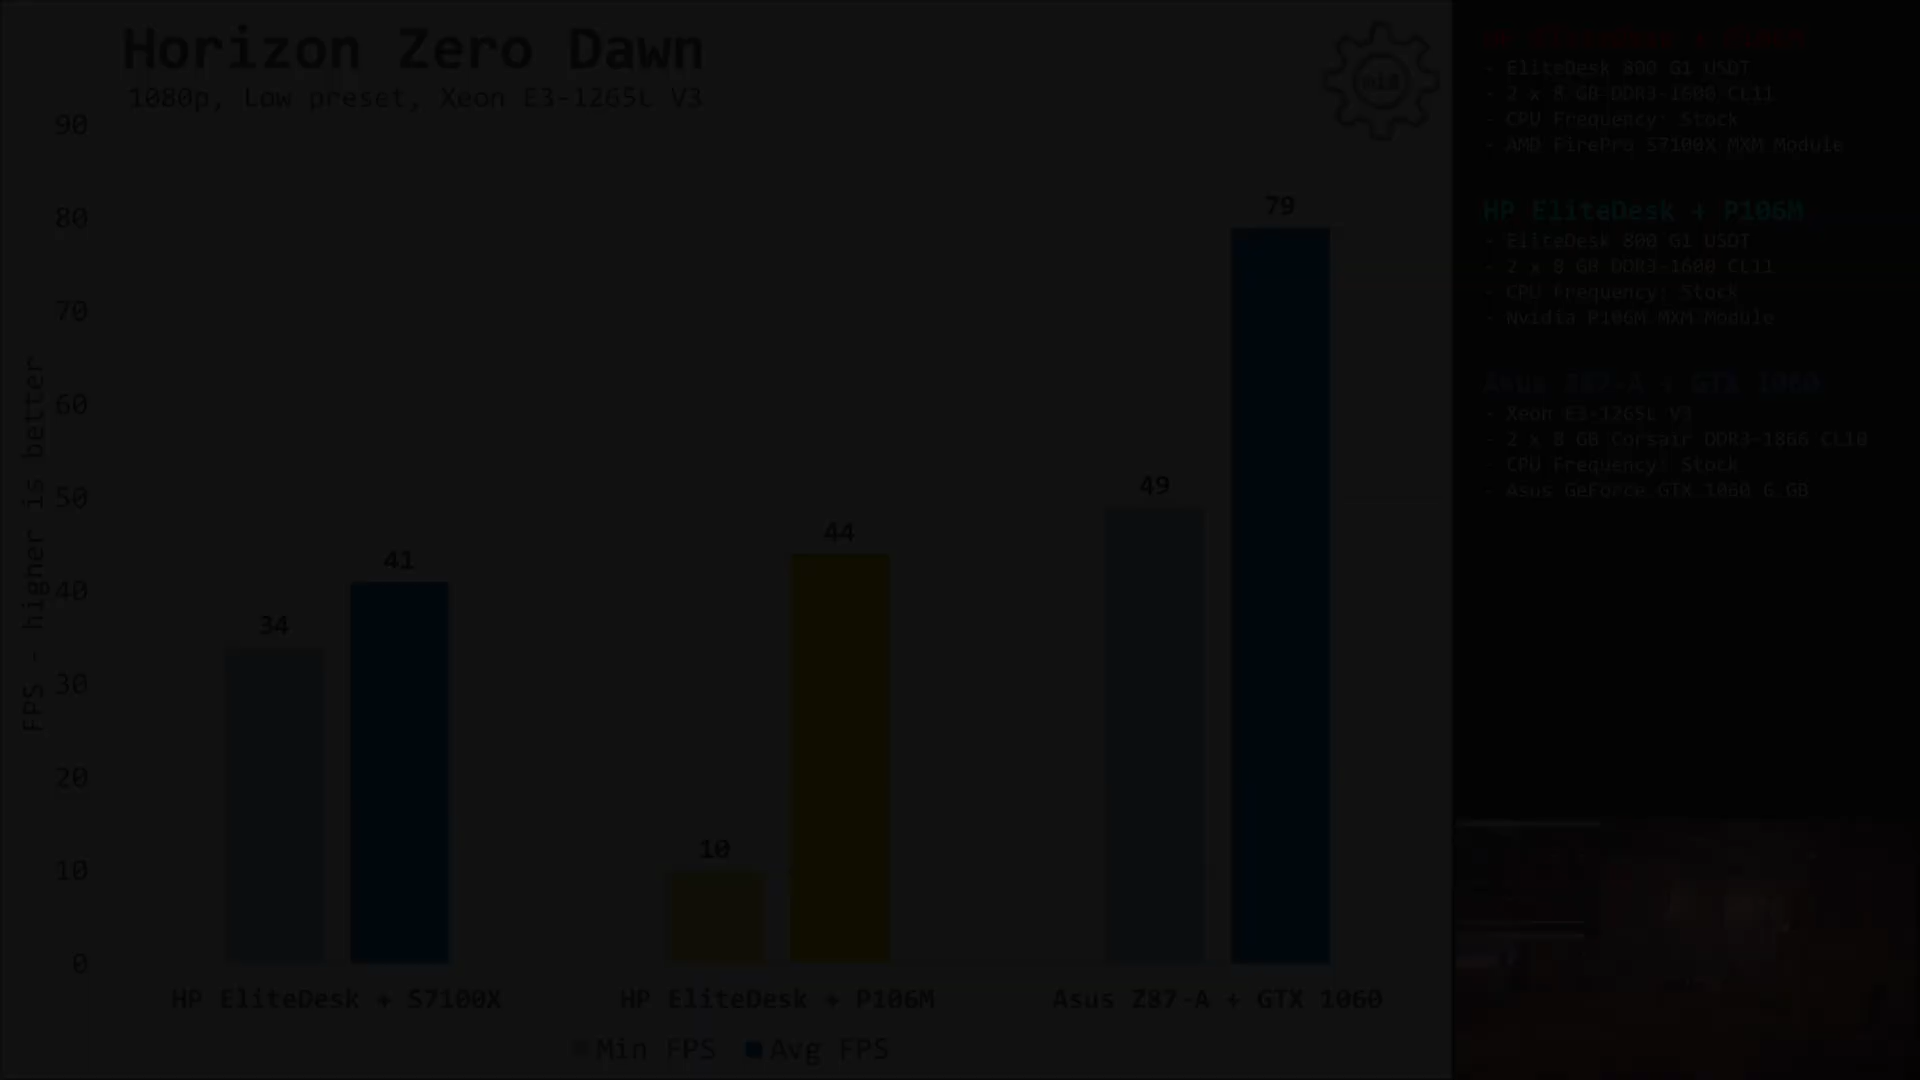 Horizon Zero Dawn
1080p, Low preset, Xeon E3-1265L V3
mi8
FPS - higher is better
90
80
70
60
50
40
30
20
10
0
34
41
10
44
49
79
HP EliteDesk + S7100X
HP EliteDesk + P106M
Asus Z87-A + GTX 1060
Min FPS
Avg FPS
HP EliteDesk + P106M
- EliteDesk 800 G1 USDT
- 2 x 8 GB DDR3-1600 CL11
- CPU Frequency: Stock
- AMD FirePro S7100X MXM Module
HP EliteDesk + P106M
- EliteDesk 800 G1 USDT
- 2 x 8 GB DDR3-1600 CL11
- CPU Frequency: Stock
- Nvidia P106M MXM Module
Asus Z87-A + GTX 1060
- Xeon E3-1265L V3
- 2 x 8 GB Corsair DDR3-1866 CL10
- CPU Frequency: Stock
- Asus GeForce GTX 1060 6 GB